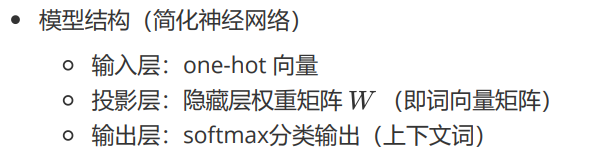 模型结构（简化神经网络）
输入层：one-hot 向量
投影层：隐藏层权重矩阵 W （即词向量矩阵）
输出层：softmax分类输出（上下文词）